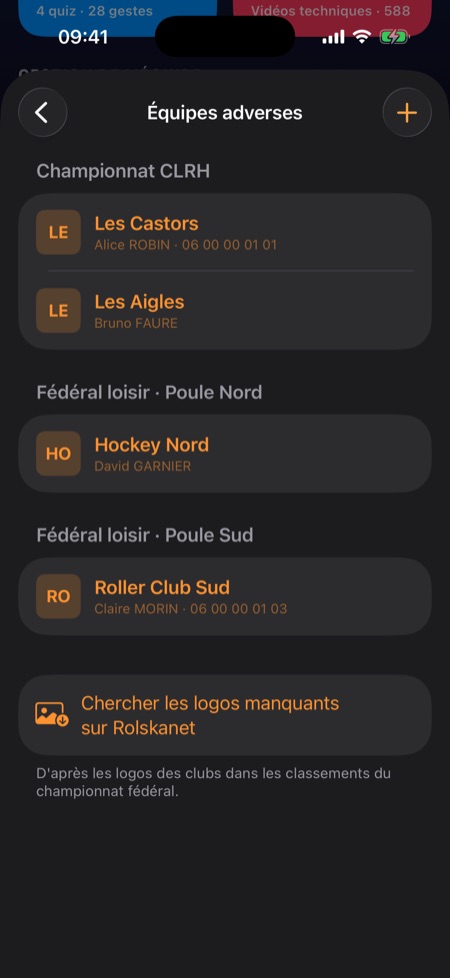 4 quiz · 28 gestes
Vidéos techniques · 588
09:41
Équipes adverses
Championnat CLRH
LE
Les Castors
Alice ROBIN · 06 00 00 01 01
LE
Les Aigles
Bruno FAURE
Fédéral loisir · Poule Nord
HO
Hockey Nord
David GARNIER
Fédéral loisir · Poule Sud
RO
Roller Club Sud
Claire MORIN · 06 00 00 01 03
Chercher les logos manquants
sur Rolskanet
D'après les logos des clubs dans les classements du
championnat fédéral.